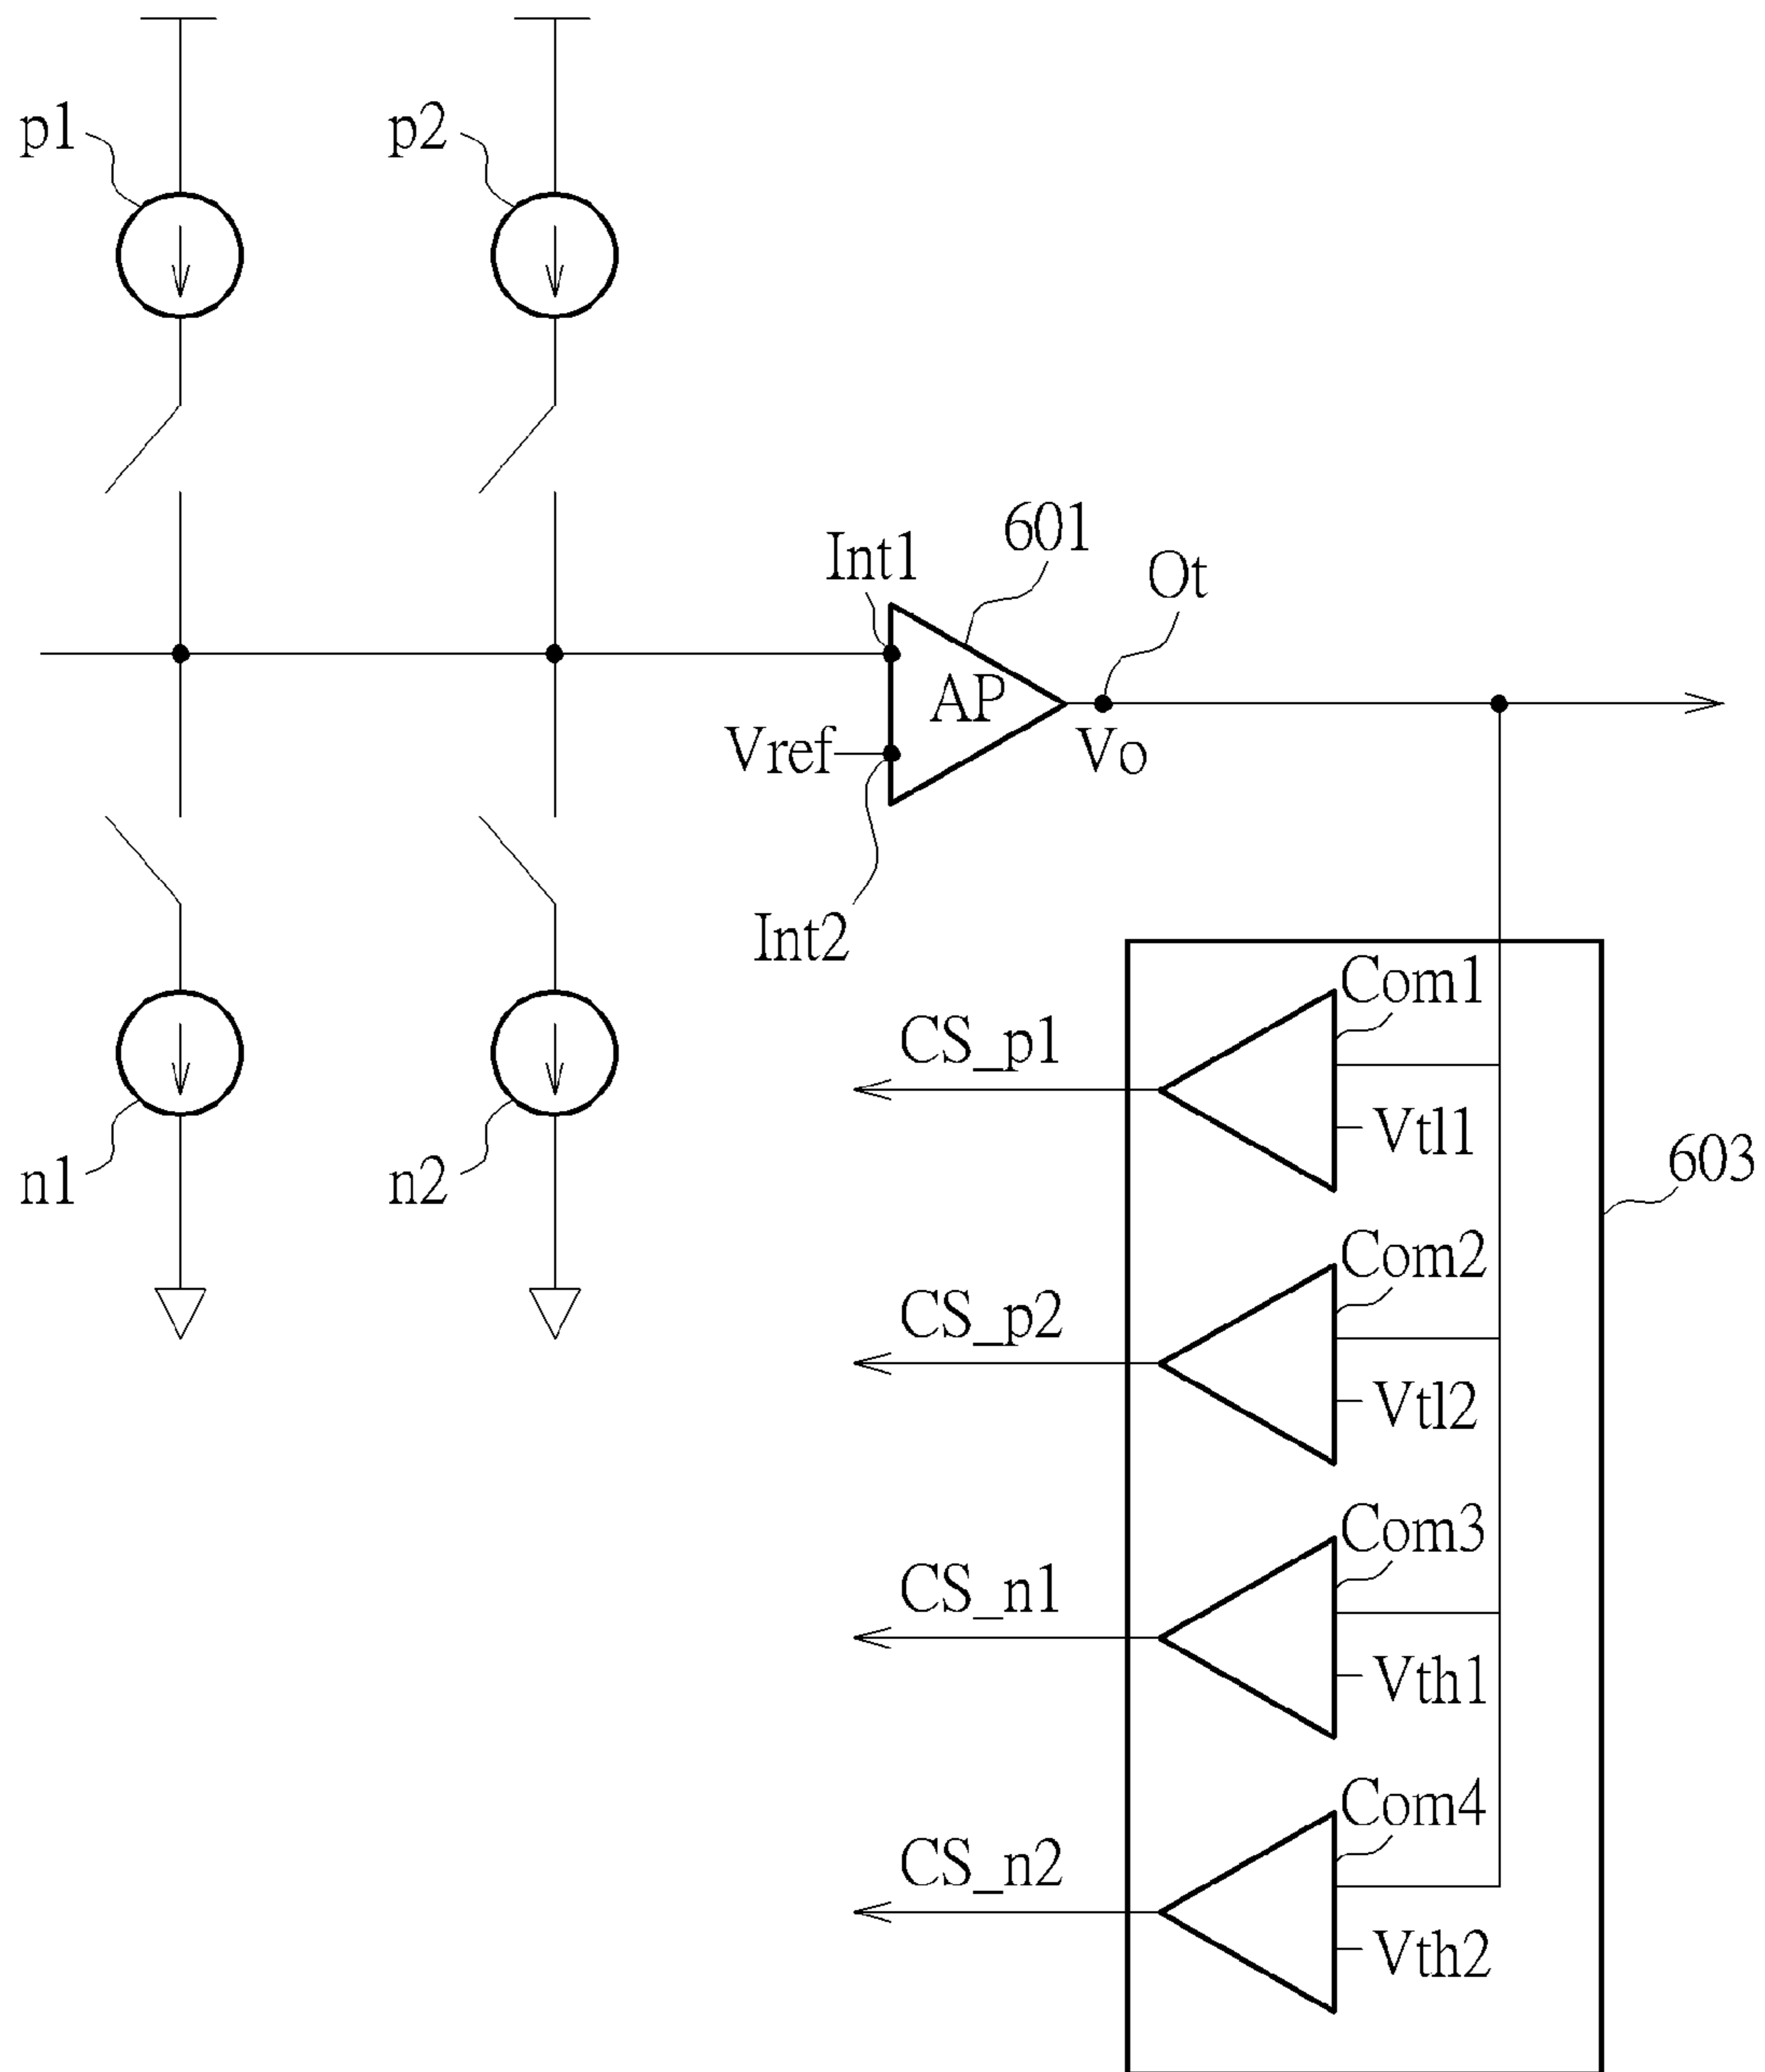 p1
p2
601
Int1
Ot
AP
Vref
Vo
Int2
Com1
CS_p1
Vtl1
n1
n2
603
Com2
CS_p2
Vtl2
Com3
CS_n1
Vth1
Com4
CS_n2
Vth2